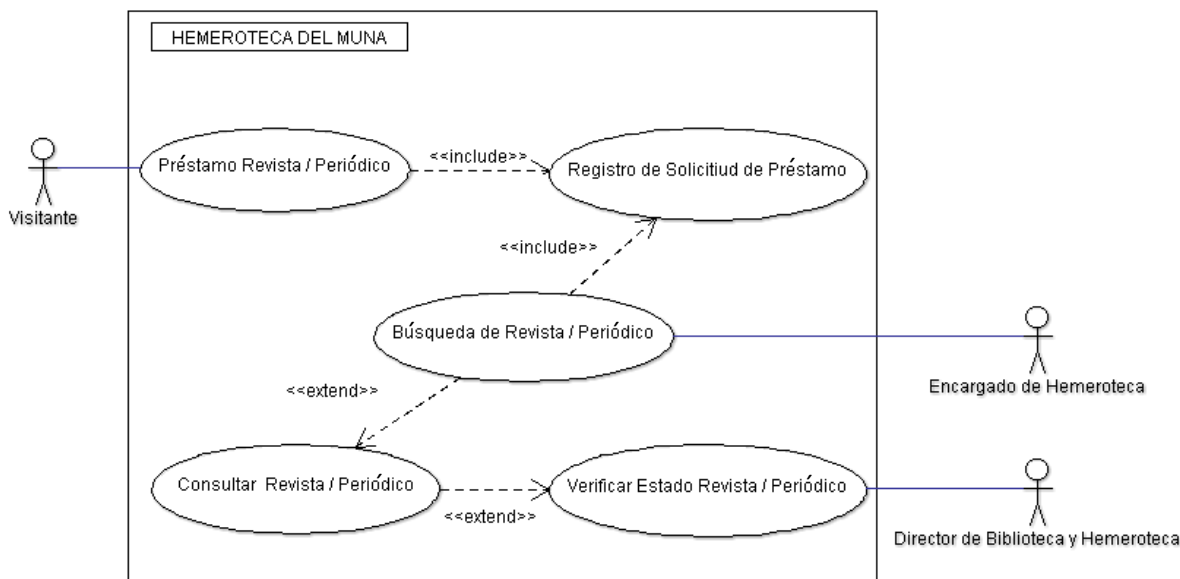 HEMEROTECA DEL MUNA
Préstamo Revista / Periódico
<<include>>
Registro de Solicitiud de Préstamo
Visitante
<<include>>
Búsqueda de Revista / Periódico
Encargado de Hemeroteca
<<extend>>
Consultar Revista / Periódico
<<extend>>
Verificar Estado Revista / Periódico
Director de Biblioteca y Hemeroteca